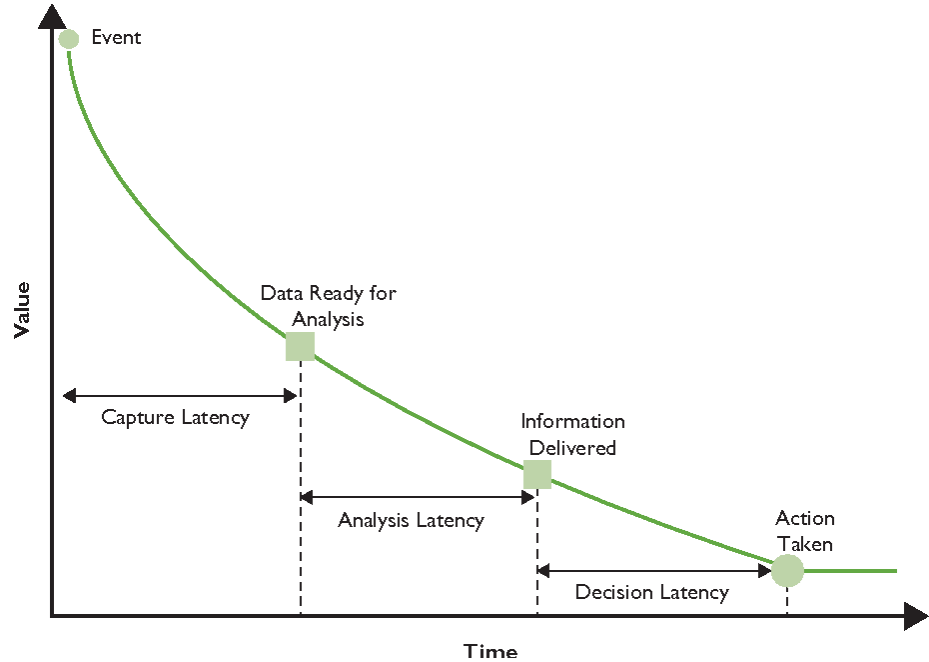 Event
Value
Data Ready for
Analysis
Capture Latency
Information
Delivered
Analysis Latency
Action
Taken
Decision Latency
Time